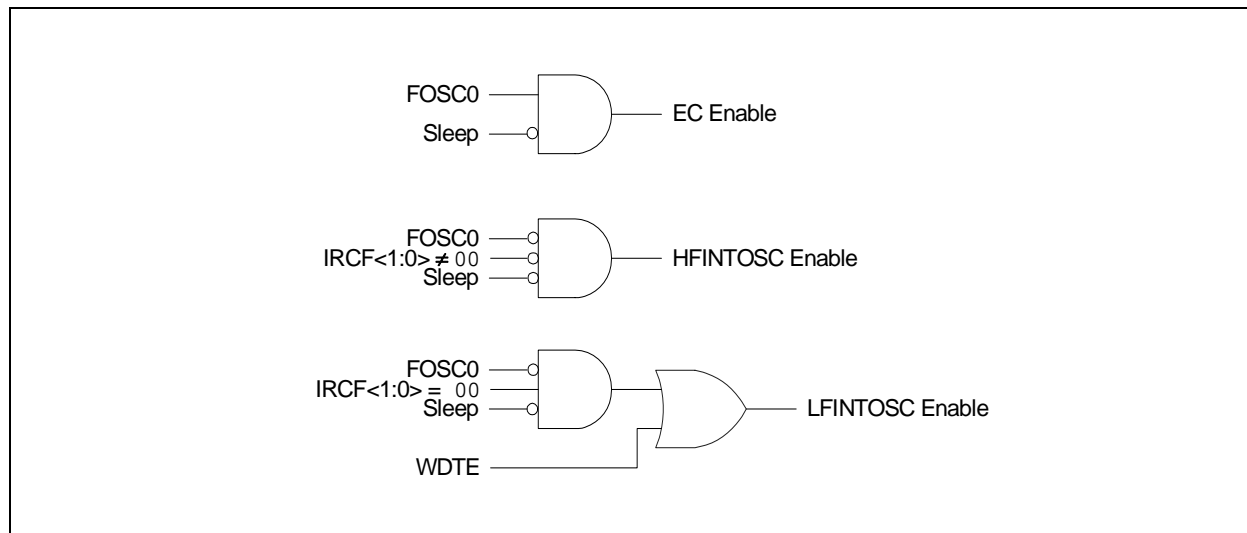 FOSC0
Sleep
EC Enable
FOSC0
IRCF<1:0> ≠ 00
Sleep
HFINTOSC Enable
FOSC0
IRCF<1:0> = 00
Sleep
LFINTOSC Enable
WDTE